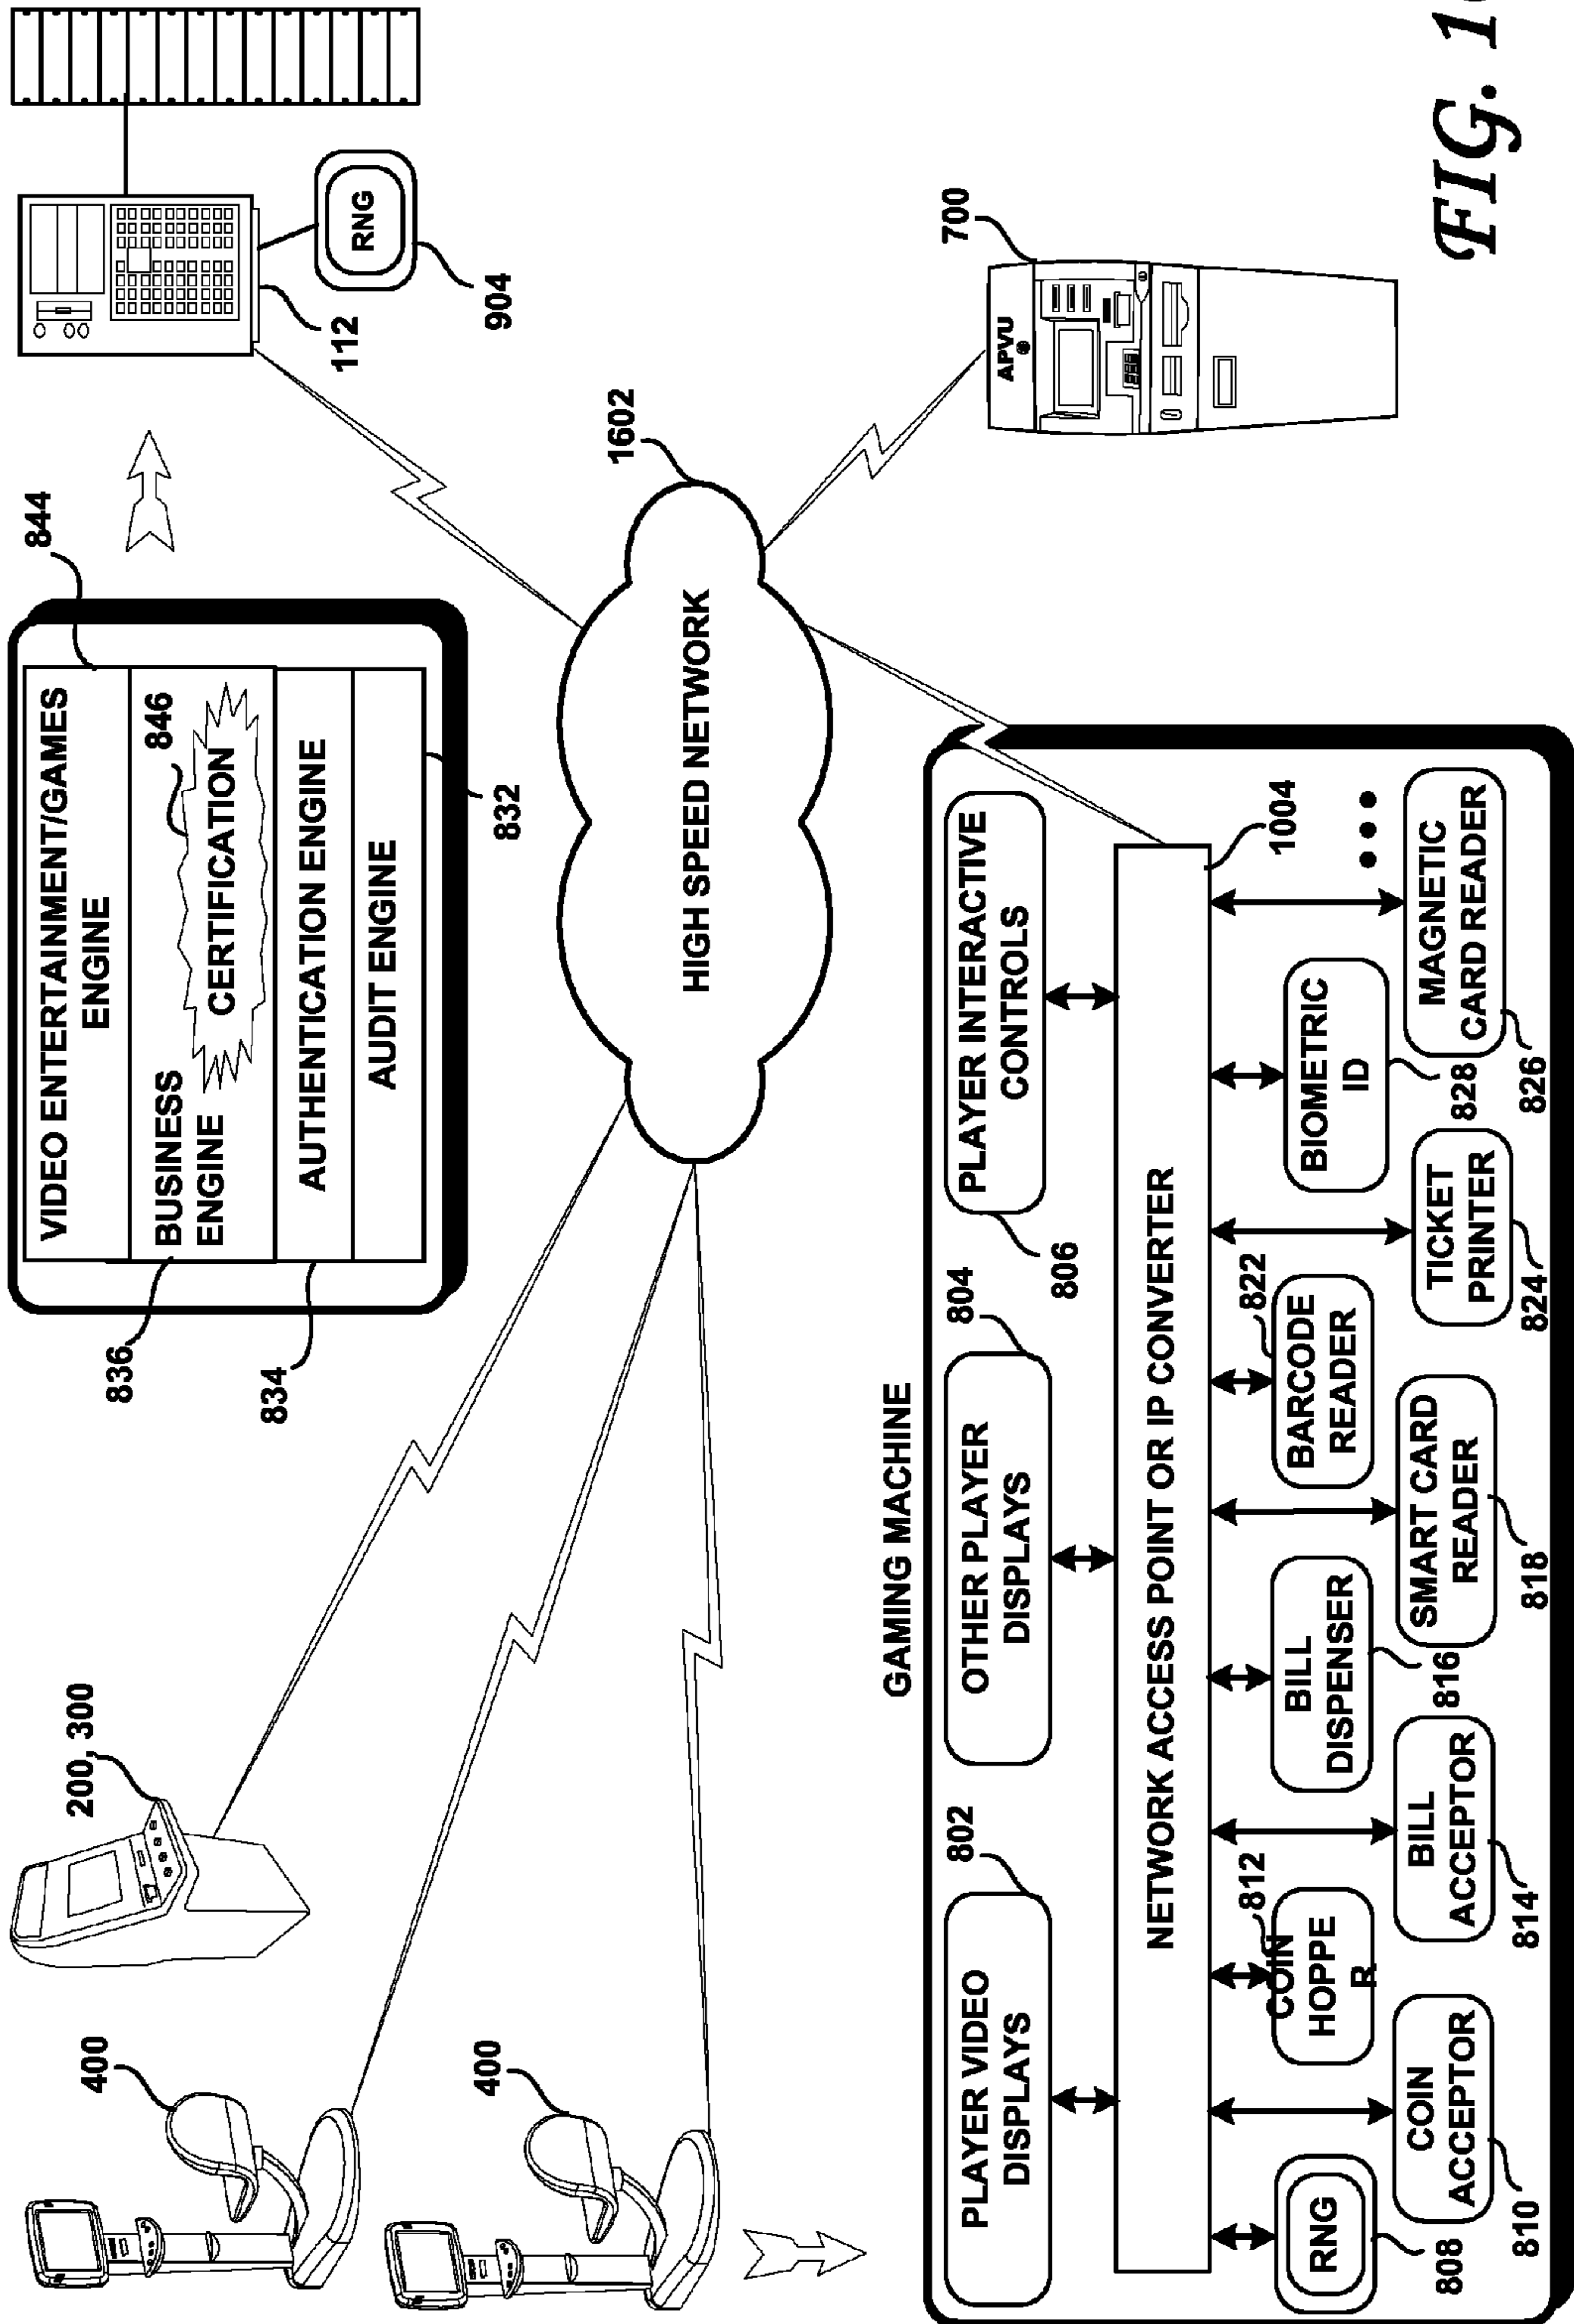 400
200, 300
836
834
VIDEO ENTERTAINMENT/GAMES
ENGINE
844
BUSINESS
ENGINE
846
CERTIFICATION
AUTHENTICATION ENGINE
AUDIT ENGINE
832
112
RNG
904
400
1602
HIGH SPEED NETWORK
700
APVU
GAMING MACHINE
802
PLAYER VIDEO
DISPLAYS
804
OTHER PLAYER
DISPLAYS
806
PLAYER INTERACTIVE
CONTROLS
NETWORK ACCESS POINT OR IP CONVERTER
1004
RNG
808
COIN
ACCEPTOR
810
COIN
HOPPE
R
812
BILL
ACCEPTOR
814
BILL
DISPENSER
816
SMART CARD
READER
818
BARCODE
READER
822
TICKET
PRINTER
824
BIOMETRIC
ID
828
MAGNETIC
CARD READER
826
FIG. 1